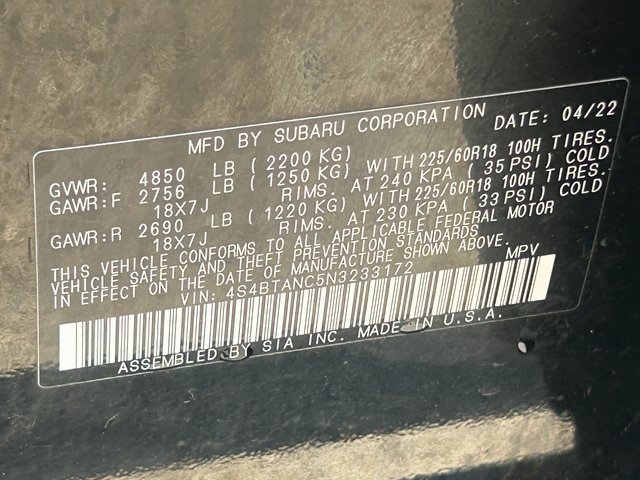 MFD BY SUBARU CORPORATION DATE: 04/22
GVWR: 4850 LB (2200 KG)
GAWR:F 2756 LB (1250 KG) WITH 225/60R18 100H TIRES.
18X7J RIMS. AT 240 KPA (35 PSI) COLD
GAWR:R 2690 LB (1220 KG) WITH 225/60R18 100H TIRES.
18X7J RIMS. AT 230 KPA (33 PSI) COLD
THIS VEHICLE CONFORMS TO ALL APPLICABLE FEDERAL MOTOR
VEHICLE SAFETY AND THEFT PREVENTION STANDARDS
IN EFFECT ON THE DATE OF MANUFACTURE SHOWN ABOVE.
VIN: 4S4BTANC5N3233172 MPV
ASSEMBLED BY SIA INC. MADE IN U.S.A.